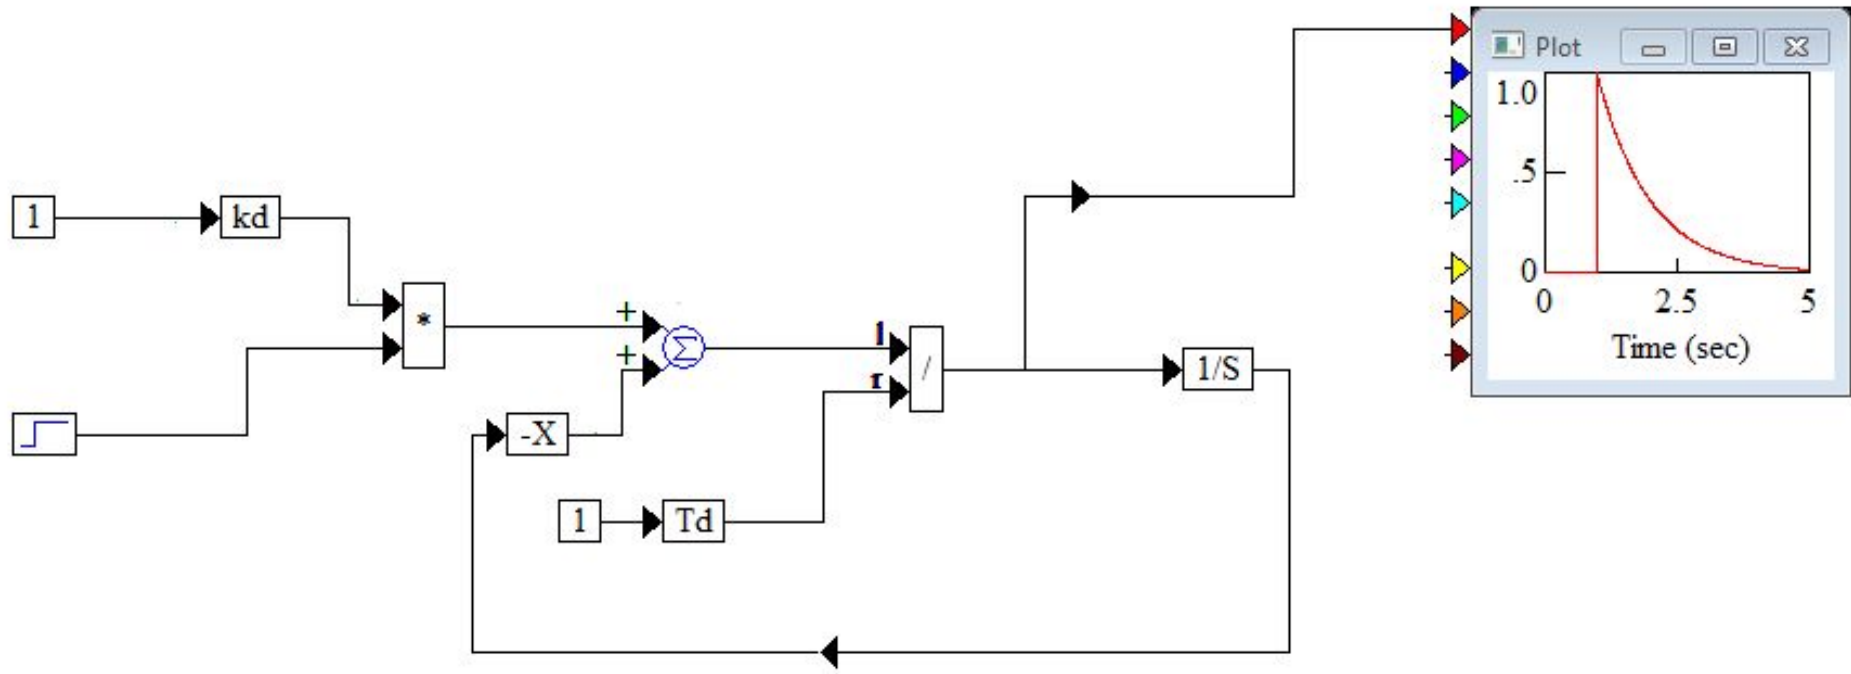 Plot
1.0
.5
0
0 2.5 5
Time (sec)
1
kd
*
+
+
Σ
l
r
/
1/S
-X
1
Td